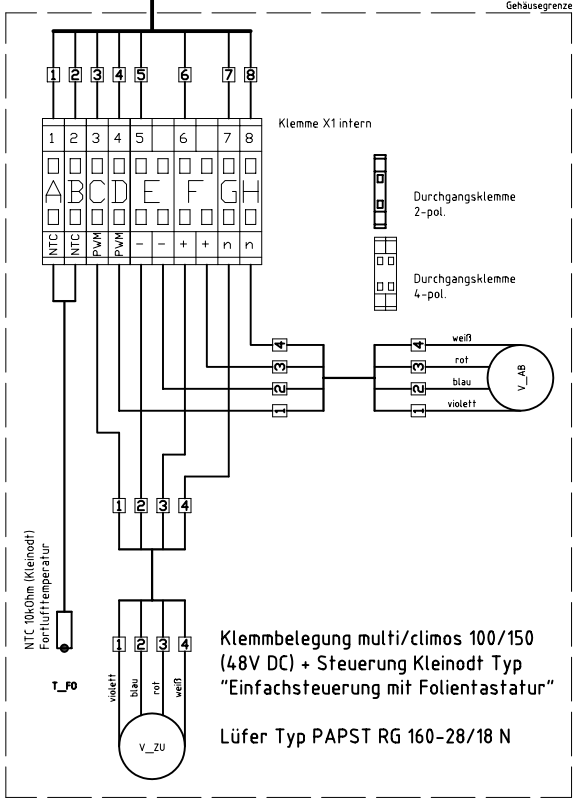 Gehäusegrenze
1 2 3 4 5 6 7 8
Klemme X1 intern
1 2 3 4 5 6 7 8
A B C D E F G H
NTC NTC PWM PWM - - + + n n
Durchgangsklemme
2-pol.
Durchgangsklemme
4-pol.
4 4 weiß
3 3 rot
2 2 blau
1 1 violett
V_AB
1 2 3 4
NTC 10kOhm (Kleinodt)
Fortlufttemperatur
T_FO
1 2 3 4
violett blau rot weiß
V_ZU
Klemmbelegung multi/climos 100/150
(48V DC) + Steuerung Kleinodt Typ
"Einfachsteuerung mit Folientastatur"
Lüfer Typ PAPST RG 160-28/18 N